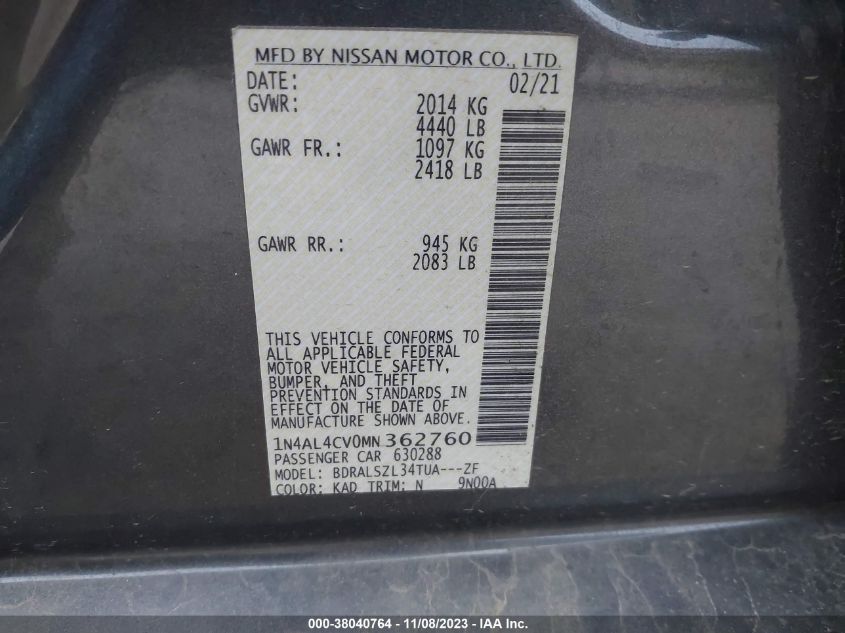 MFD BY NISSAN MOTOR CO., LTD.
DATE: 02/21
GVWR: 2014 KG
4440 LB
GAWR FR.: 1097 KG
2418 LB
GAWR RR.: 945 KG
2083 LB
THIS VEHICLE CONFORMS TO
ALL APPLICABLE FEDERAL
MOTOR VEHICLE SAFETY,
BUMPER, AND THEFT
PREVENTION STANDARDS IN
EFFECT ON THE DATE OF
MANUFACTURE SHOWN ABOVE.
1N4AL4CV0MN362760
PASSENGER CAR 630288
MODEL: BDRALSZL34TUA---ZF
COLOR: KAD TRIM: N 9N00A
000-38040764 - 11/08/2023 - IAA Inc.